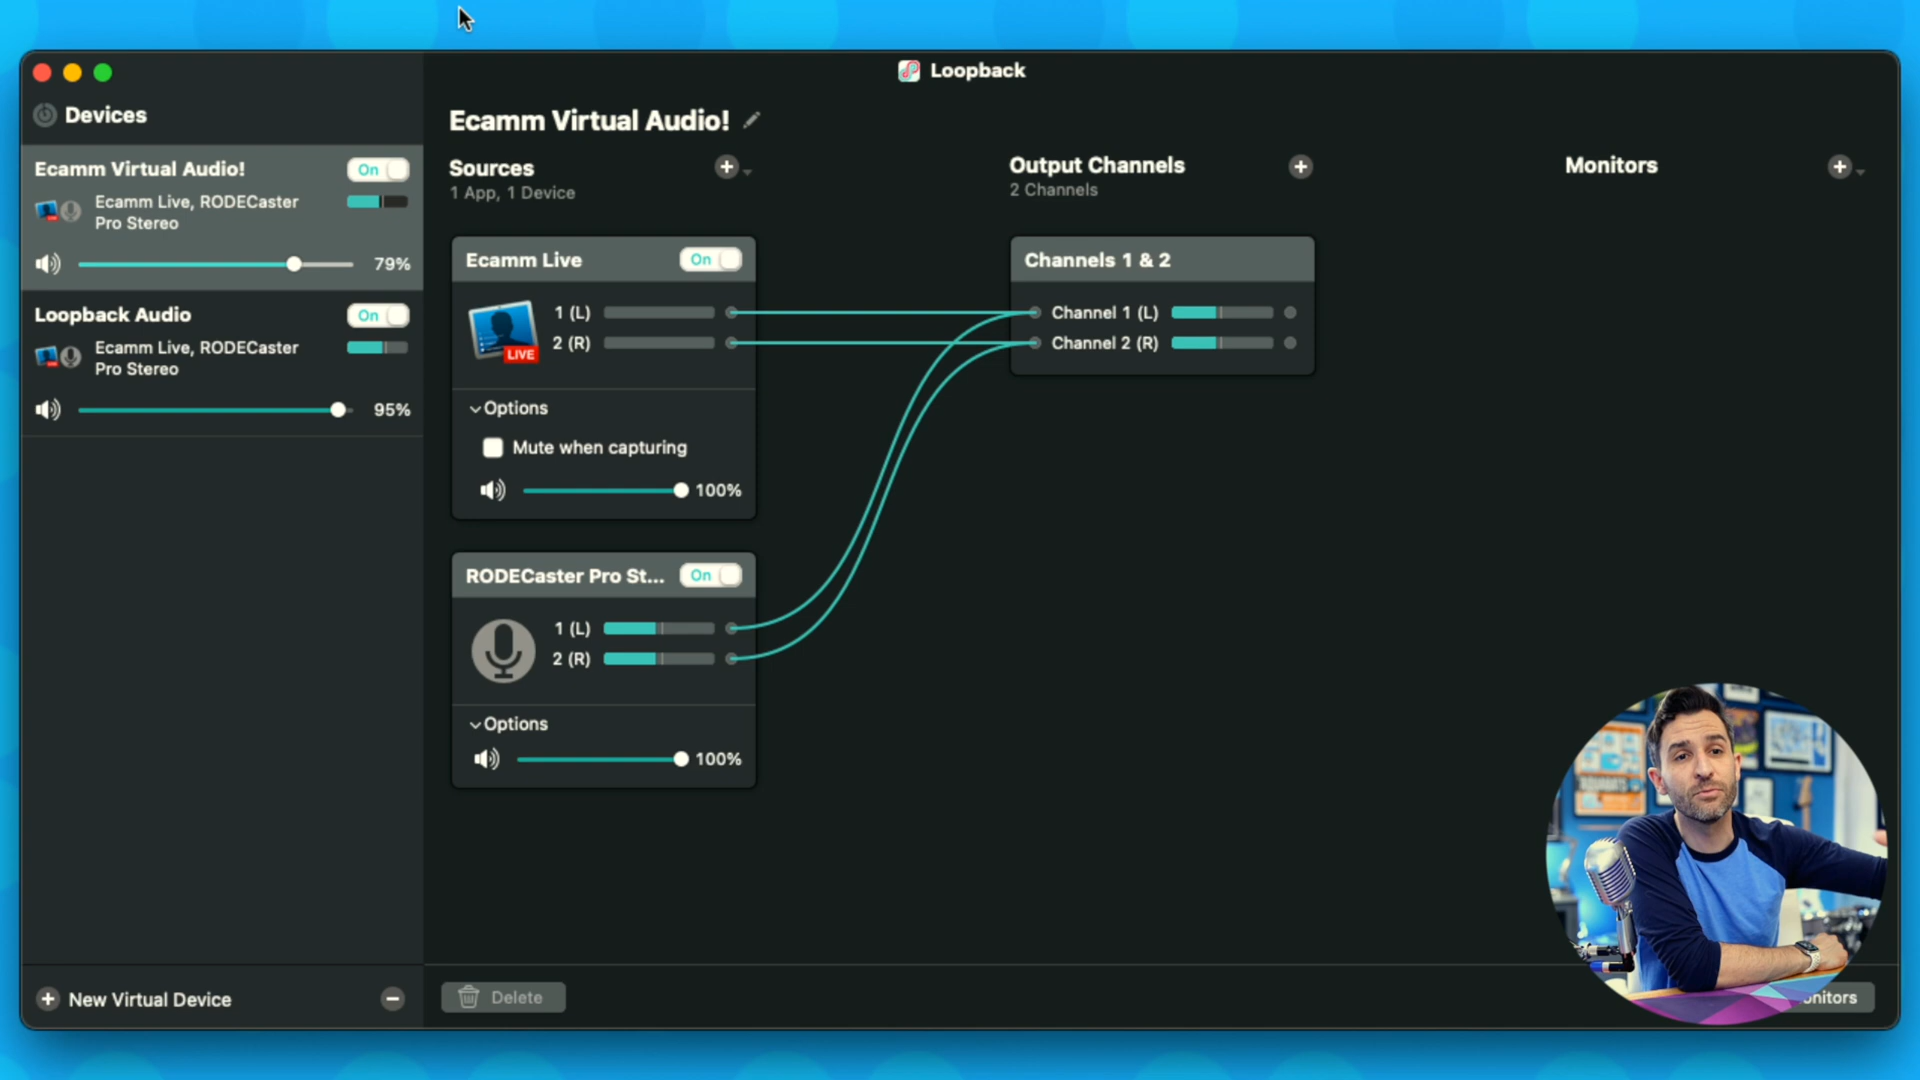 Loopback
Devices
Ecamm Virtual Audio!
On
Ecamm Live, RODECaster
Pro Stereo
79%
Loopback Audio
On
Ecamm Live, RODECaster
Pro Stereo
95%
New Virtual Device
Ecamm Virtual Audio!
Sources
1 App, 1 Device
Ecamm Live
On
LIVE
1 (L)
2 (R)
Options
Mute when capturing
100%
RODECaster Pro St...
On
1 (L)
2 (R)
Options
100%
Output Channels
2 Channels
Channels 1 & 2
Channel 1 (L)
Channel 2 (R)
Monitors
Delete
onitors